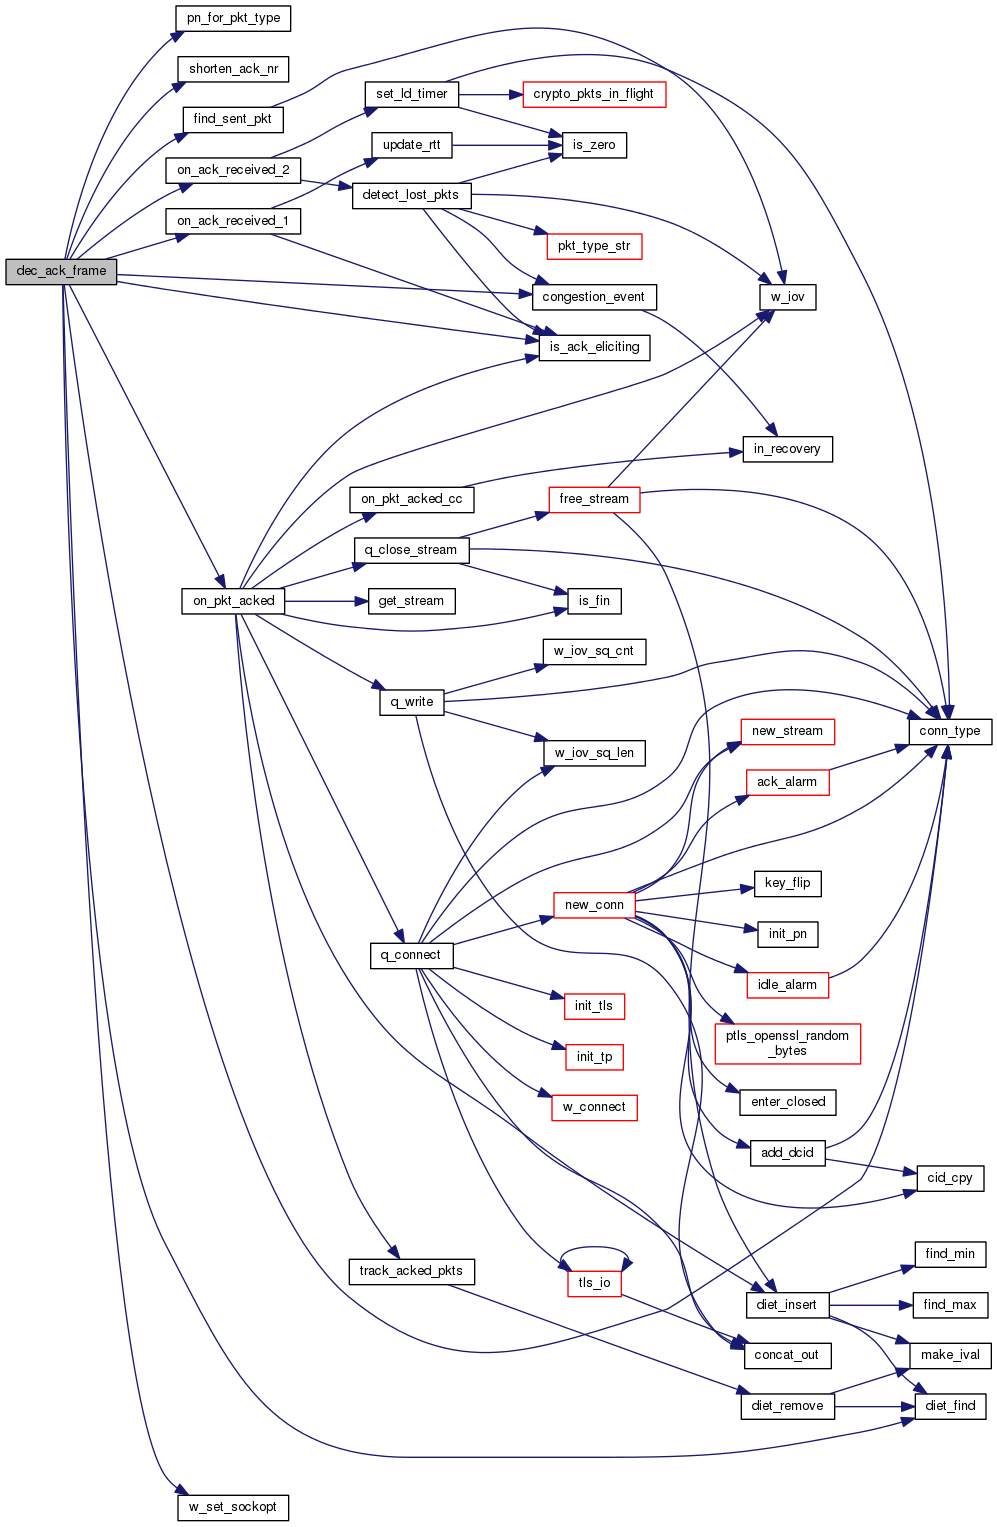 pn_for_pkt_type
shorten_ack_nr
set_ld_timer
crypto_pkts_in_flight
find_sent_pkt
update_rtt
is_zero
on_ack_received_2
detect_lost_pkts
on_ack_received_1
pkt_type_str
dec_ack_frame
congestion_event
w_iov
is_ack_eliciting
in_recovery
on_pkt_acked_cc
free_stream
q_close_stream
on_pkt_acked
get_stream
is_fin
w_iov_sq_cnt
q_write
new_stream
conn_type
w_iov_sq_len
ack_alarm
key_flip
new_conn
init_pn
q_connect
idle_alarm
init_tls
ptls_openssl_random
_bytes
init_tp
enter_closed
w_connect
add_dcid
cid_cpy
find_min
track_acked_pkts
tls_io
diet_insert
find_max
concat_out
make_ival
diet_remove
diet_find
w_set_sockopt